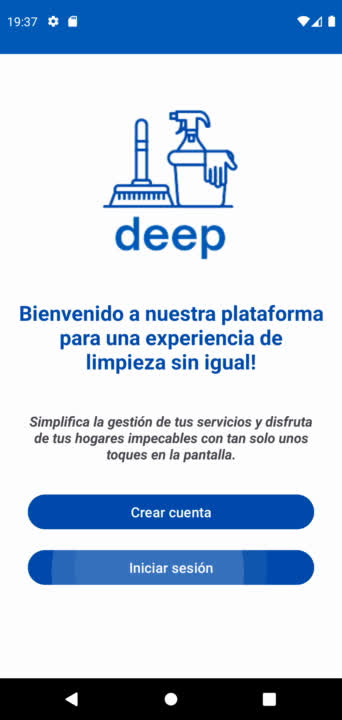 19:37
deep
Bienvenido a nuestra plataforma
para una experiencia de
limpieza sin igual!
Simplifica la gestión de tus servicios y disfruta
de tus hogares impecables con tan solo unos
toques en la pantalla.
Crear cuenta
Iniciar sesión